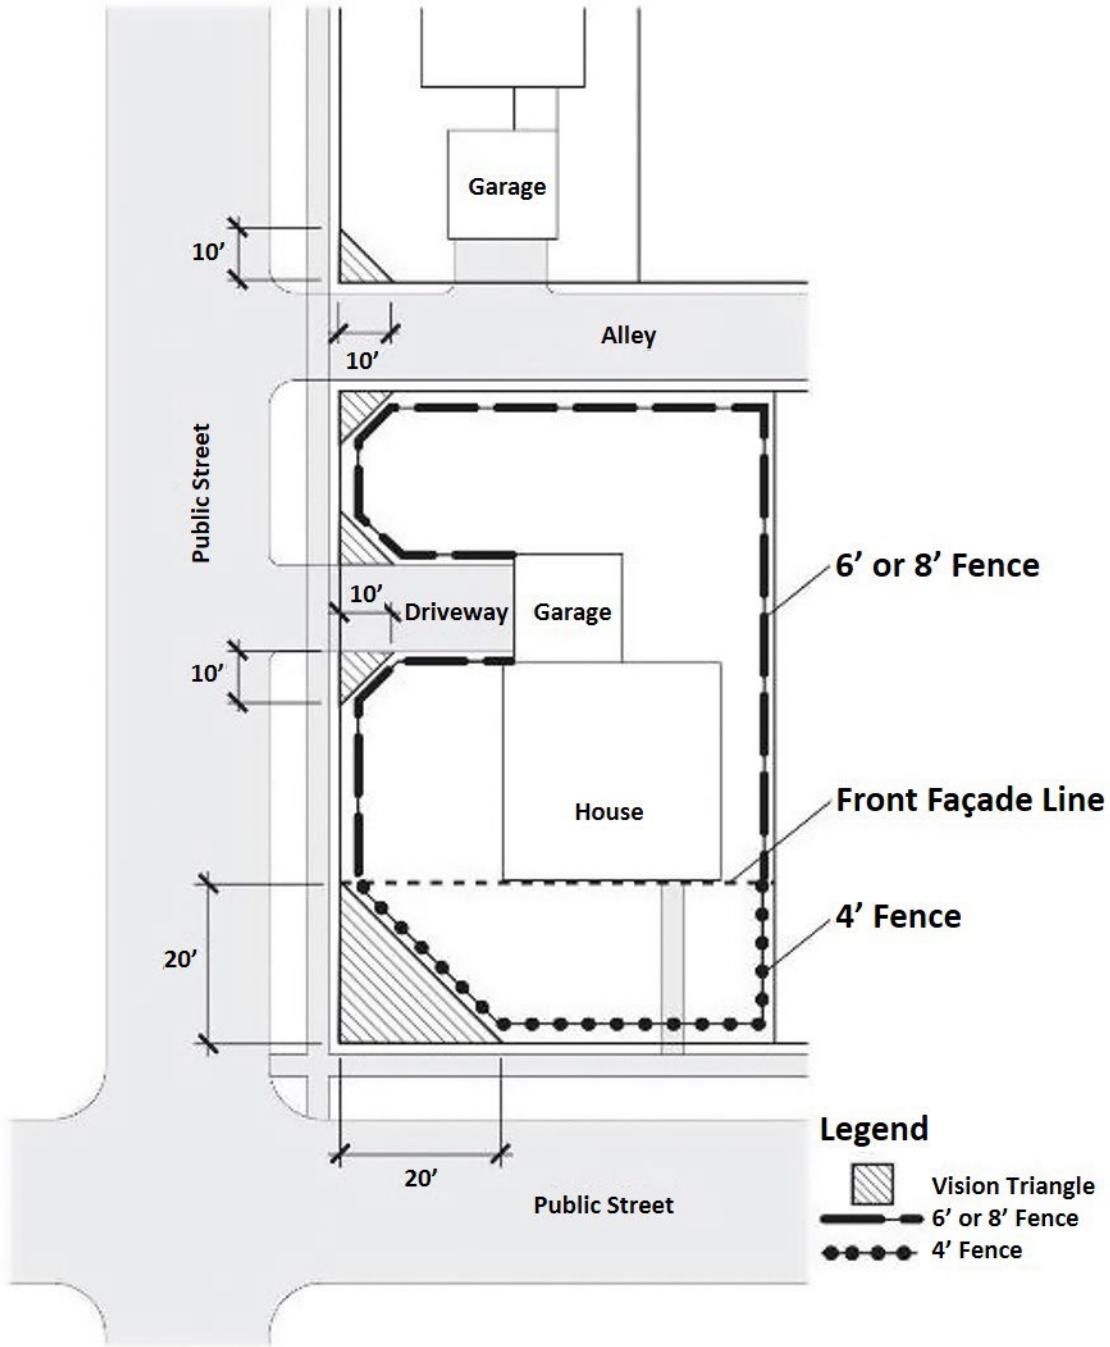 Garage
10’
Alley
10’
Public Street
6’ or 8’ Fence
10’
Driveway
Garage
10’
Front Façade Line
House
4’ Fence
20’
Legend
20’
Vision Triangle
Public Street
6’ or 8’ Fence
4’ Fence